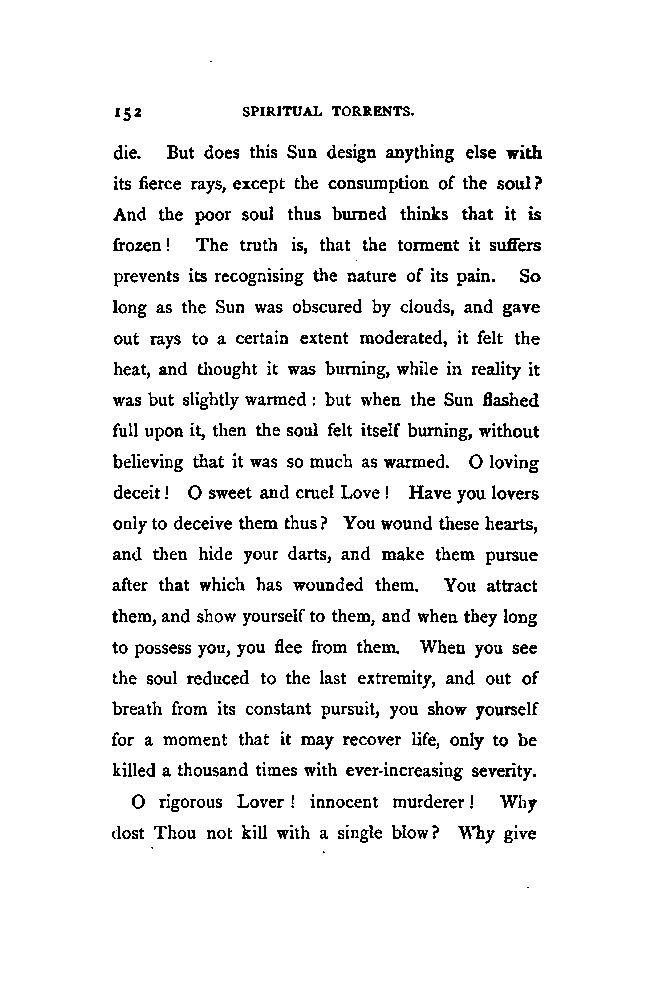 152 SPIRITUAL TORRENTS.
die. But does this Sun design anything else with
its fierce rays, except the consumption of the soul?
And the poor soul thus burned thinks that it is
frozen! The truth is, that the torment it suffers
prevents its recognising the nature of its pain. So
long as the Sun was obscured by clouds, and gave
out rays to a certain extent moderated, it felt the
heat, and thought it was burning, while in reality it
was but slightly warmed: but when the Sun flashed
full upon it, then the soul felt itself burning, without
believing that it was so much as warmed. O loving
deceit! O sweet and cruel Love! Have you lovers
only to deceive them thus? You wound these hearts,
and then hide your darts, and make them pursue
after that which has wounded them. You attract
them, and show yourself to them, and when they long
to possess you, you flee from them. When you see
the soul reduced to the last extremity, and out of
breath from its constant pursuit, you show yourself
for a moment that it may recover life, only to be
killed a thousand times with ever-increasing severity.
O rigorous Lover! innocent murderer! Why
dost Thou not kill with a single blow? Why give